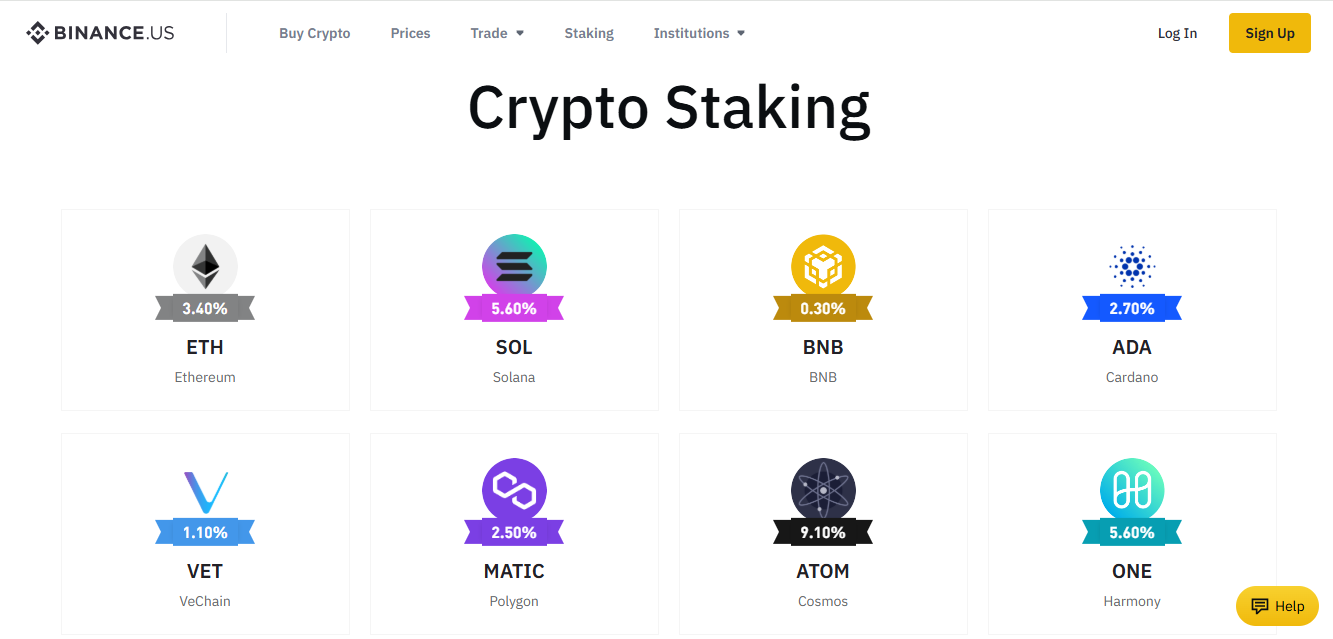 BINANCE.US Buy Crypto Prices Trade Staking Institutions Log In Sign Up
Crypto Staking
3.40% 5.60% 0.30% 2.70%
ETH SOL BNB ADA
Ethereum Solana BNB Cardano
1.10% 2.50% 9.10% 5.60%
VET MATIC ATOM ONE
VeChain Polygon Cosmos Harmony
Help